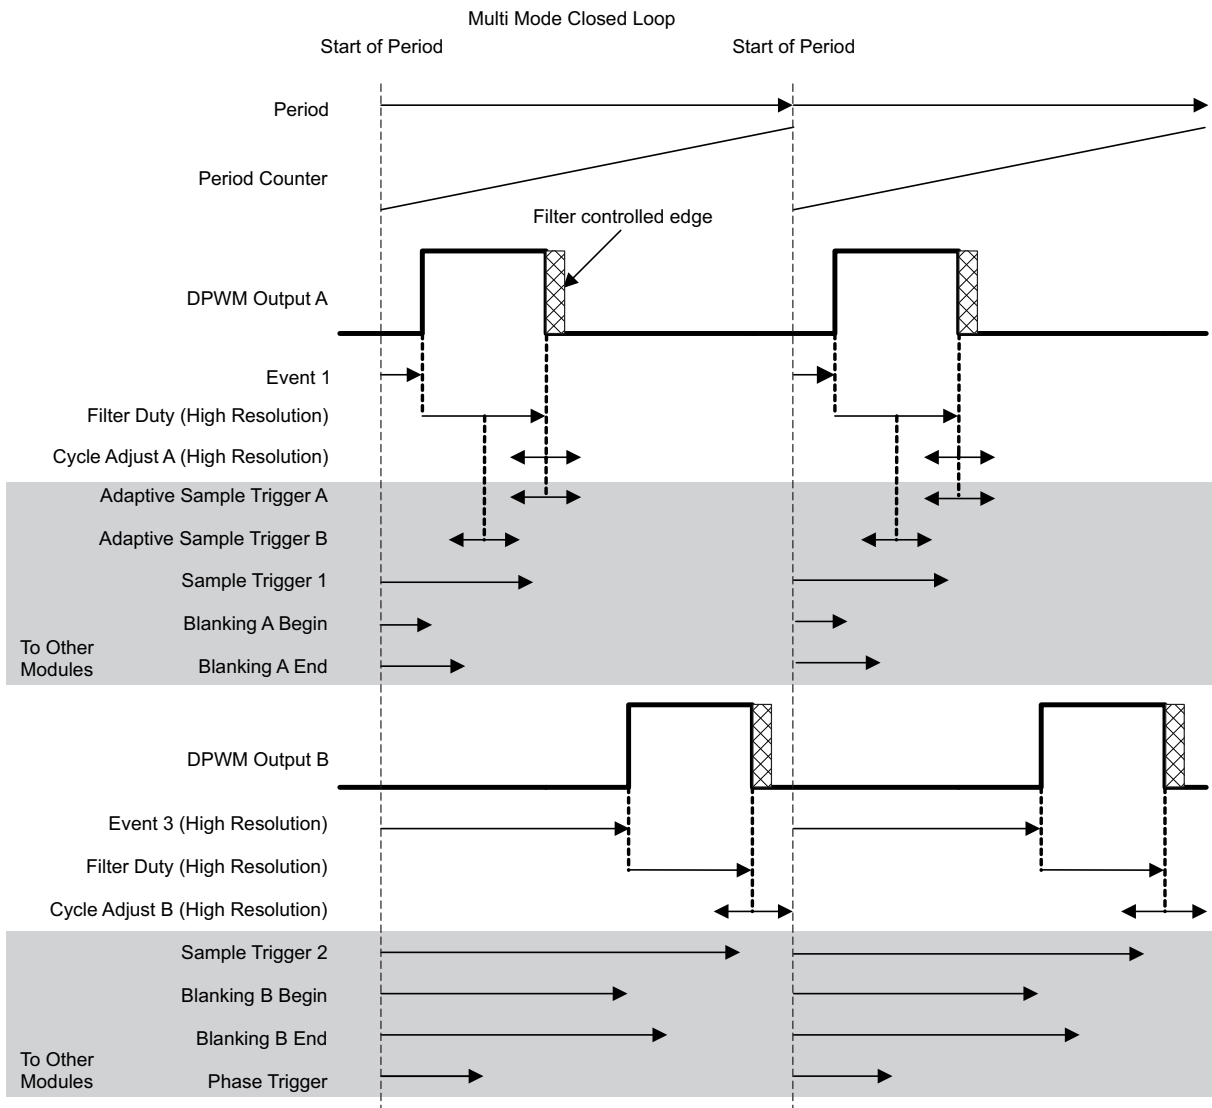 Multi Mode Closed Loop
Start of Period
Start of Period
Period
Period Counter
Filter controlled edge
DPWM Output A
Event 1
Filter Duty (High Resolution)
Cycle Adjust A (High Resolution)
Adaptive Sample Trigger A
Adaptive Sample Trigger B
Sample Trigger 1
Blanking A Begin
To Other
Modules
Blanking A End
DPWM Output B
Event 3 (High Resolution)
Filter Duty (High Resolution)
Cycle Adjust B (High Resolution)
Sample Trigger 2
Blanking B Begin
Blanking B End
To Other
Modules
Phase Trigger